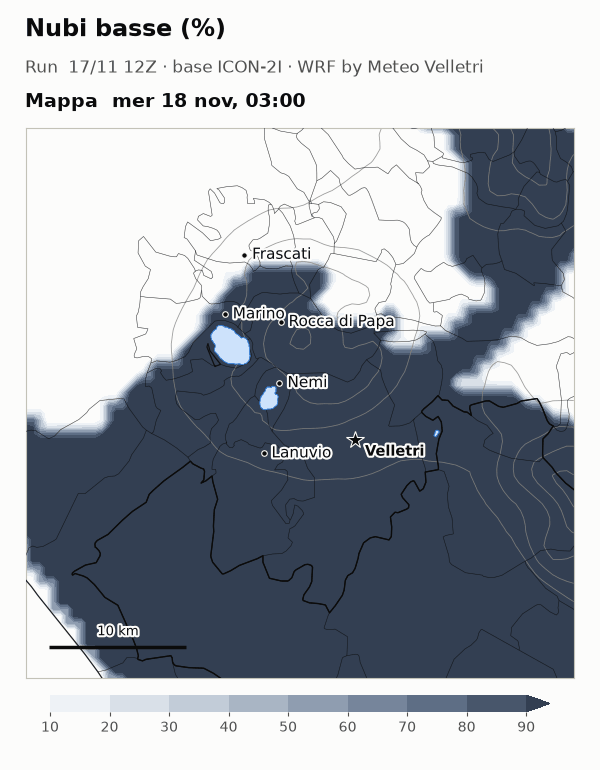 Nubi basse (%)
Run  17/11 12Z · base ICON-2I · WRF by Meteo Velletri
Mappa  mer 18 nov, 03:00
Frascati
Marino
Rocca di Papa
Nemi
Velletri
Lanuvio
10 km
10 20 30 40 50 60 70 80 90